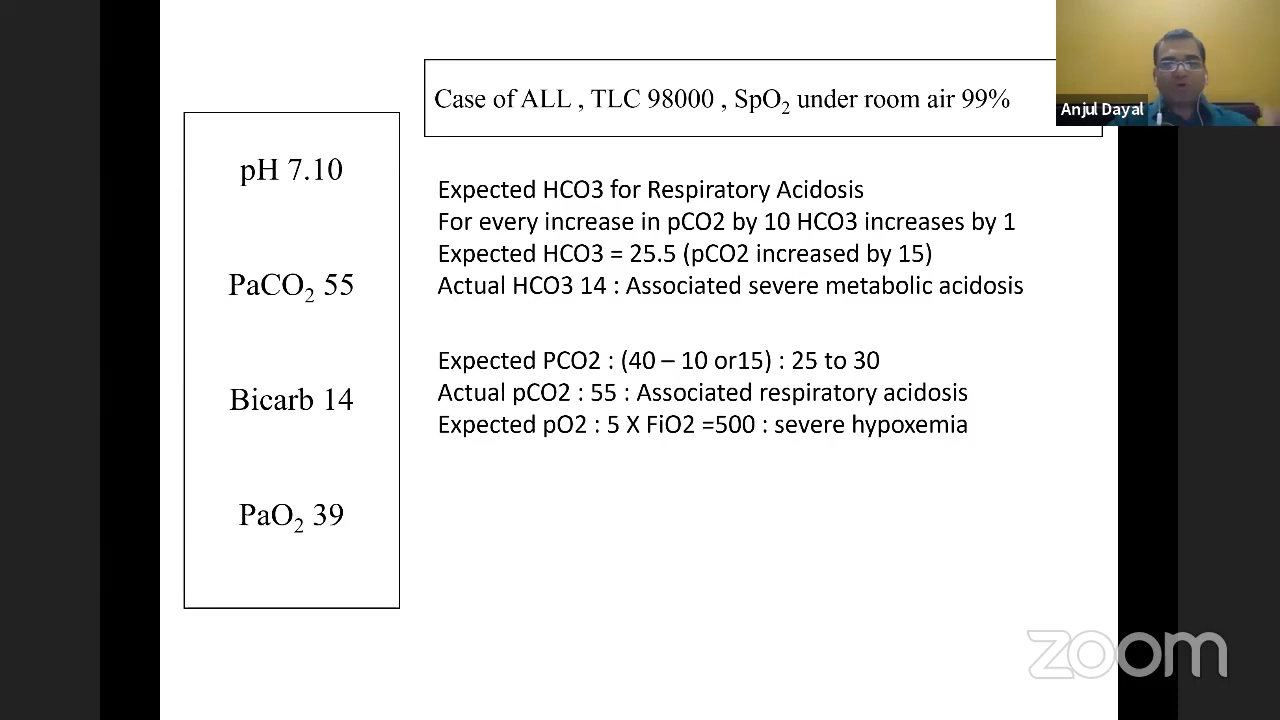 Case of ALL , TLC 98000 , SpO2 under room air 99%
Anjul Dayal
pH 7.10
PaCO2 55
Bicarb 14
PaO2 39
Expected HCO3 for Respiratory Acidosis
For every increase in pCO2 by 10 HCO3 increases by 1
Expected HCO3 = 25.5 (pCO2 increased by 15)
Actual HCO3 14 : Associated severe metabolic acidosis
Expected PCO2 : (40 – 10 or15) : 25 to 30
Actual pCO2 : 55 : Associated respiratory acidosis
Expected pO2 : 5 X FiO2 =500 : severe hypoxemia
zoom